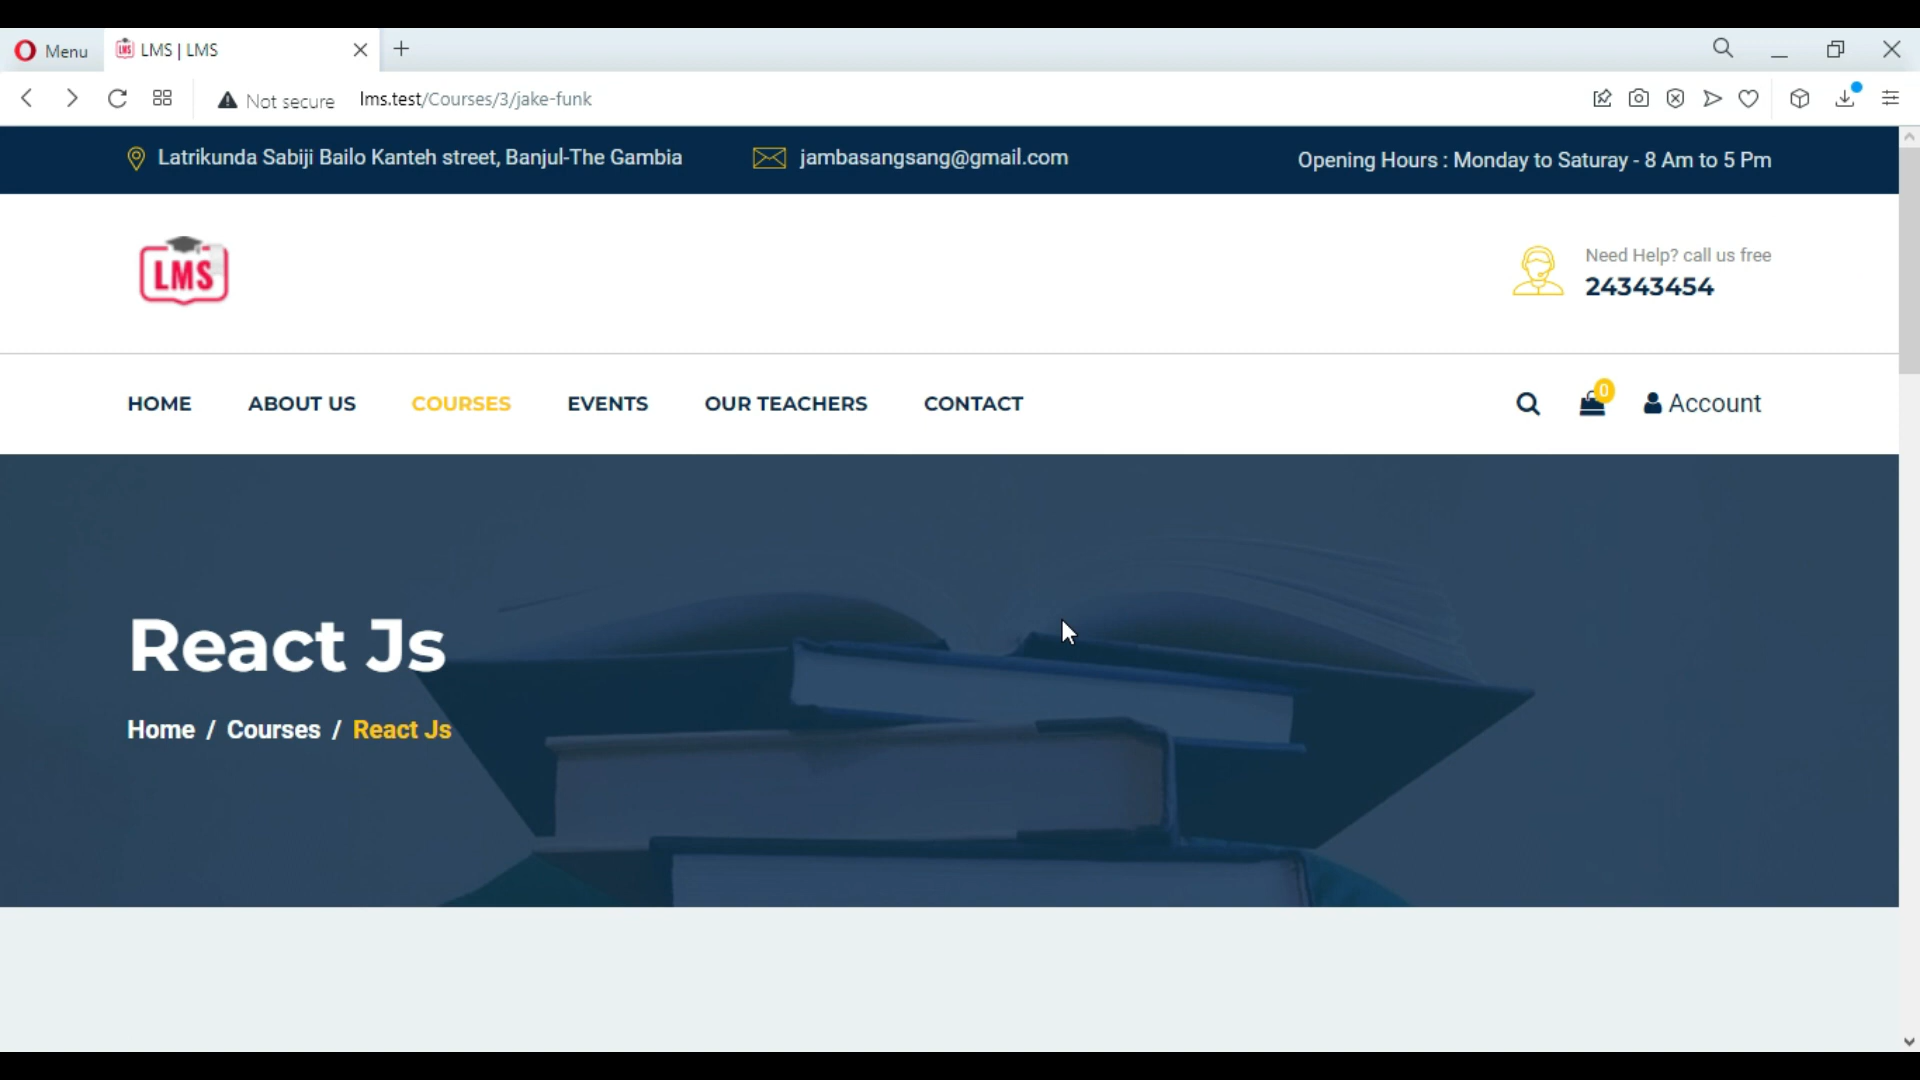 Menu
LMS | LMS
Not secure
lms.test/Courses/3/jake-funk
Latrikunda Sabiji Bailo Kanteh street, Banjul-The Gambia
jambasangsang@gmail.com
Opening Hours : Monday to Saturay - 8 Am to 5 Pm
LMS
Need Help? call us free
24343454
HOME
ABOUT US
COURSES
EVENTS
OUR TEACHERS
CONTACT
0
Account
React Js
Home / Courses / React Js